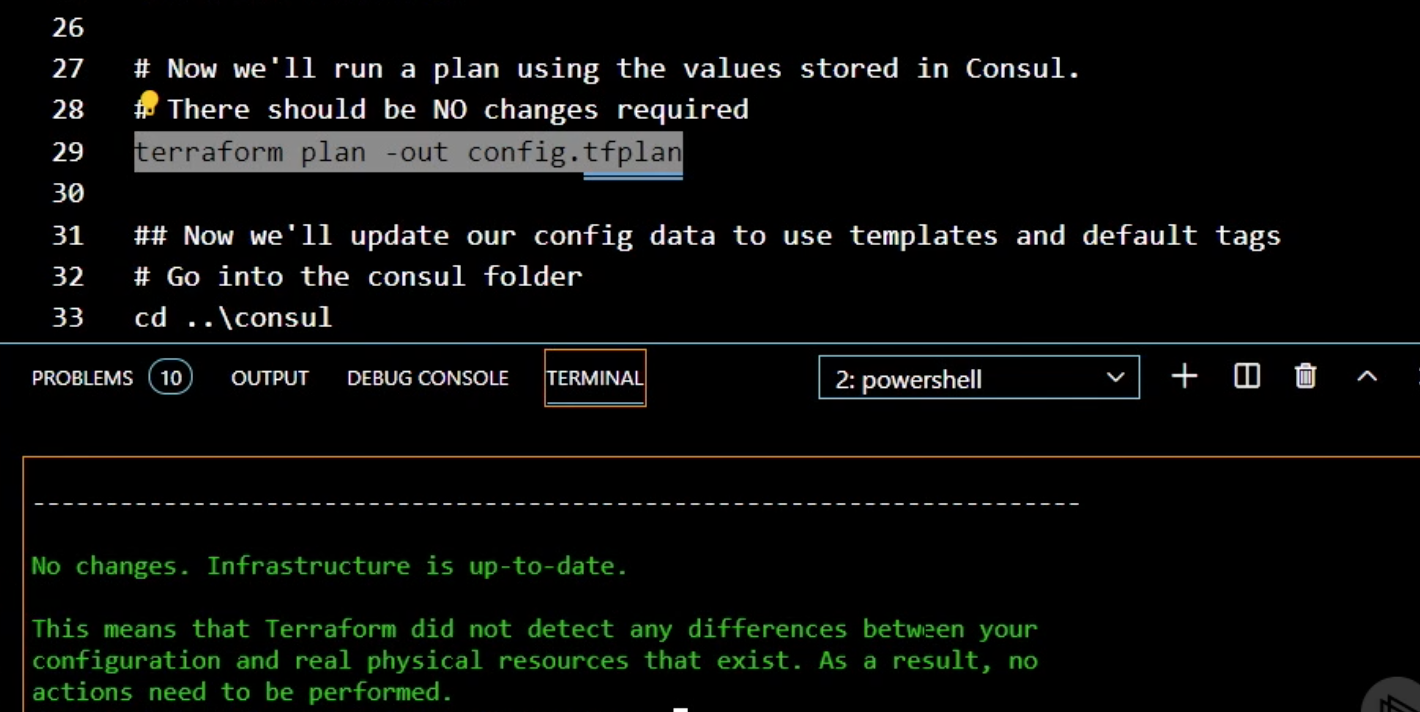 26
27 # Now we'll run a plan using the values stored in Consul.
28 # There should be NO changes required
29 terraform plan -out config.tfplan
30
31 ## Now we'll update our config data to use templates and default tags
32 # Go into the consul folder
33 cd ..\consul
PROBLEMS 10 OUTPUT DEBUG CONSOLE TERMINAL 2: powershell
--------------------------------------------------------------------------
No changes. Infrastructure is up-to-date.
This means that Terraform did not detect any differences between your
configuration and real physical resources that exist. As a result, no
actions need to be performed.